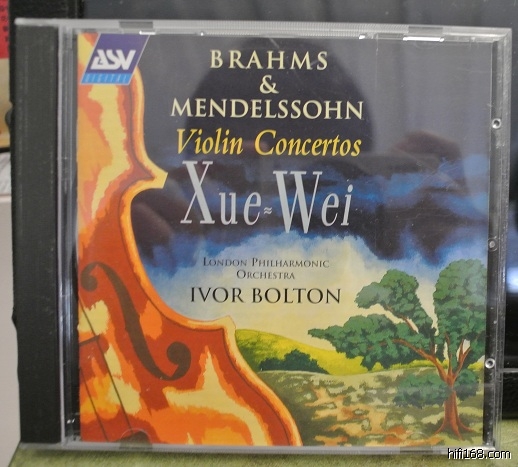 ASV
DIGITAL
BRAHMS
&
MENDELSSOHN
Violin Concertos
Xue-Wei
LONDON PHILHARMONIC
ORCHESTRA
IVOR BOLTON
hifi168.com